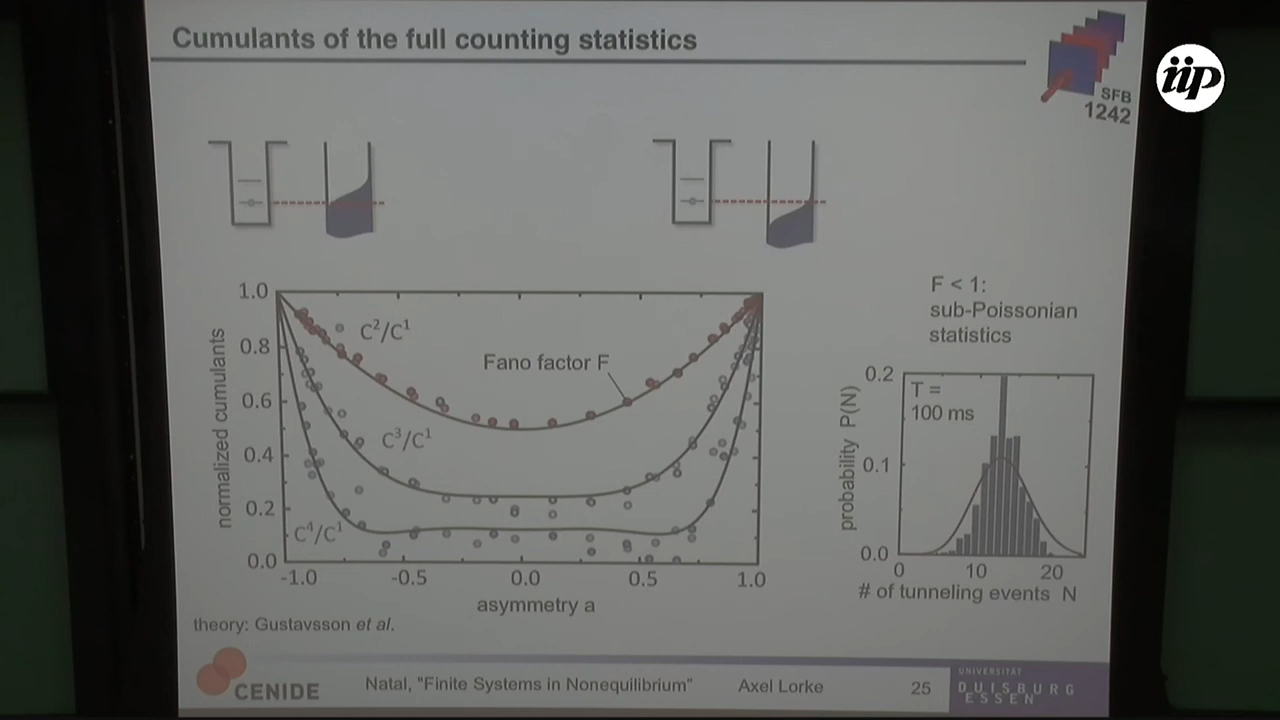 Cumulants of the full counting statistics
SFB
1242
iip
1.0
0.8
0.6
0.4
0.2
0.0
normalized cumulants
C²/C¹
Fano factor F
C³/C¹
C⁴/C¹
-1.0
-0.5
0.0
0.5
1.0
asymmetry a
F < 1:
sub-Poissonian
statistics
0.2
0.1
0.0
probability P(N)
T =
100 ms
0
10
20
# of tunneling events N
theory: Gustavsson et al.
CENIDE
Natal, "Finite Systems in Nonequilibrium"
Axel Lorke
25
UNIVERSITÄT
DUISBURG
ESSEN